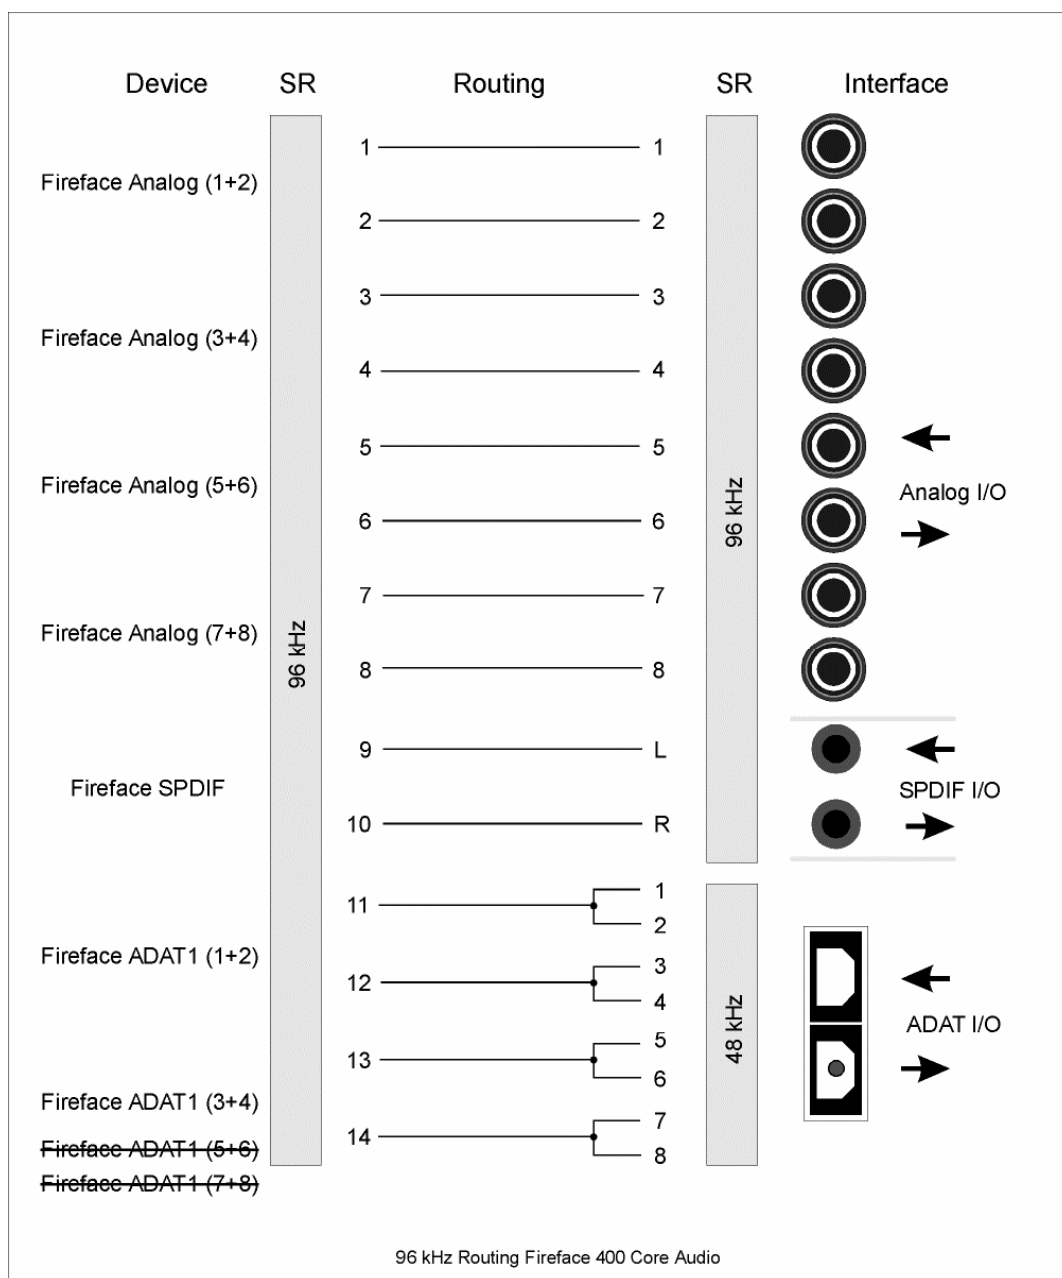 Device SR Routing SR Interface
1 1
Fireface Analog (1+2)
2 2
3 3
Fireface Analog (3+4)
4 4
5 5
Fireface Analog (5+6) Analog I/O
6 6
96 kHz
7 7
Fireface Analog (7+8)
96 kHz
8 8
9 L
Fireface SPDIF SPDIF I/O
10 R
1
11
2
Fireface ADAT1 (1+2)
3
12
4
48 kHz
ADAT I/O
5
13
6
Fireface ADAT1 (3+4)
7
14
Fireface ADAT1 (5+6)
8
Fireface ADAT1 (7+8)
96 kHz Routing Fireface 400 Core Audio